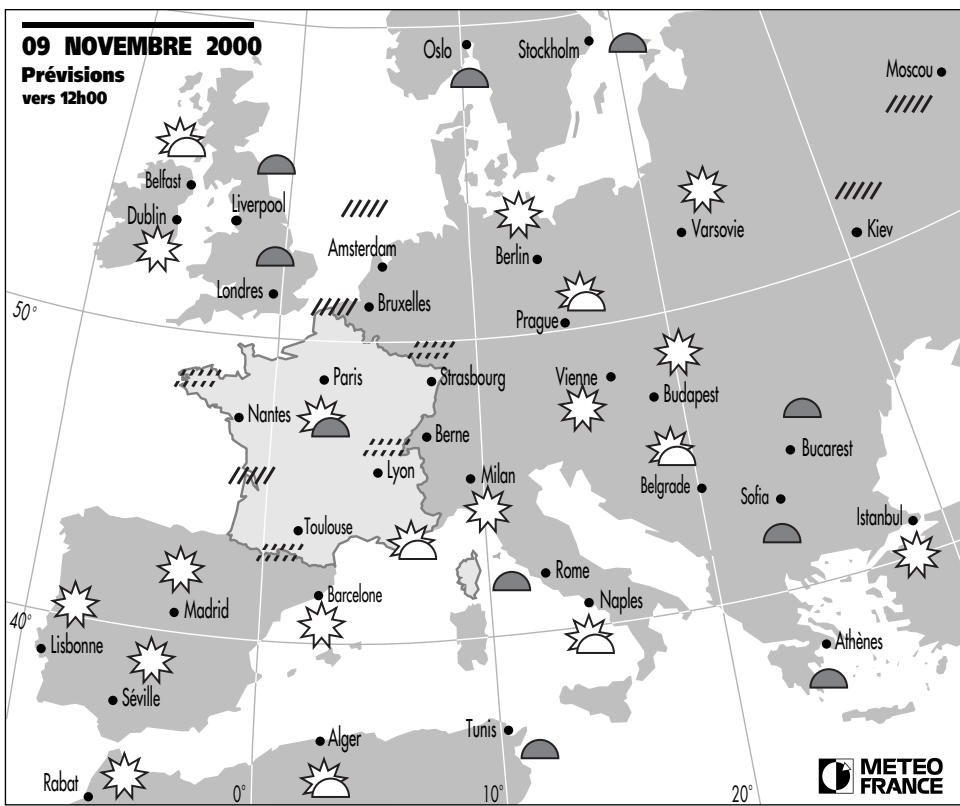 09 NOVEMBRE 2000
Prévisions
vers 12h00
Oslo
Stockholm
Moscou
Belfast
Dublin
Liverpool
Amsterdam
Berlin
Varsovie
Kiev
Londres
Bruxelles
Prague
50°
Paris
Strasbourg
Vienne
Budapest
Nantes
Berne
Bucarest
Lyon
Milan
Belgrade
Sofia
Istanbul
Toulouse
Rome
Barcelone
Naples
Madrid
40°
Lisbonne
Athènes
Séville
Alger
Tunis
Rabat
0°
10°
20°
METEO
FRANCE